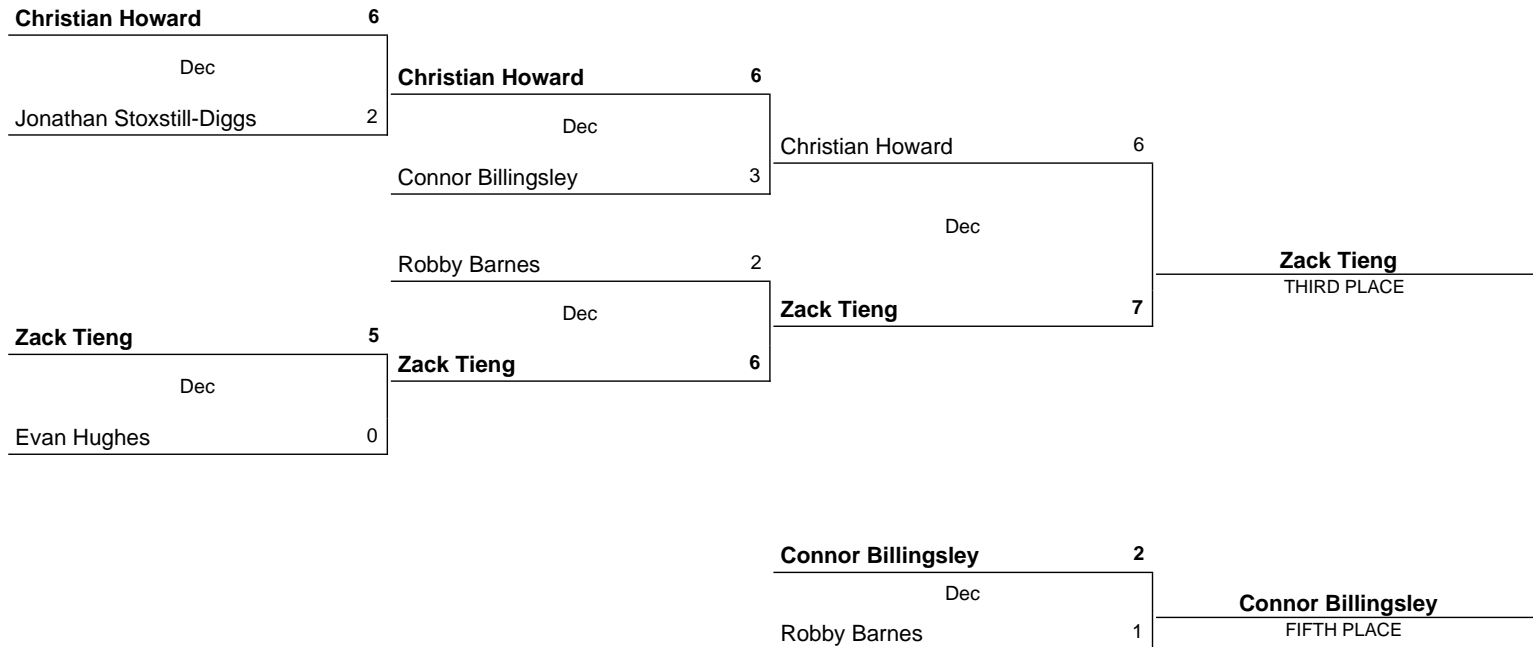 Christian Howard 6
Dec
Jonathan Stoxstill-Diggs 2
Christian Howard 6
Dec
Connor Billingsley 3
Christian Howard 6
Dec
Zack Tieng 7
Zack Tieng
THIRD PLACE
Robby Barnes 2
Dec
Zack Tieng 6
Zack Tieng 5
Dec
Evan Hughes 0
Connor Billingsley 2
Dec
Robby Barnes 1
Connor Billingsley
FIFTH PLACE